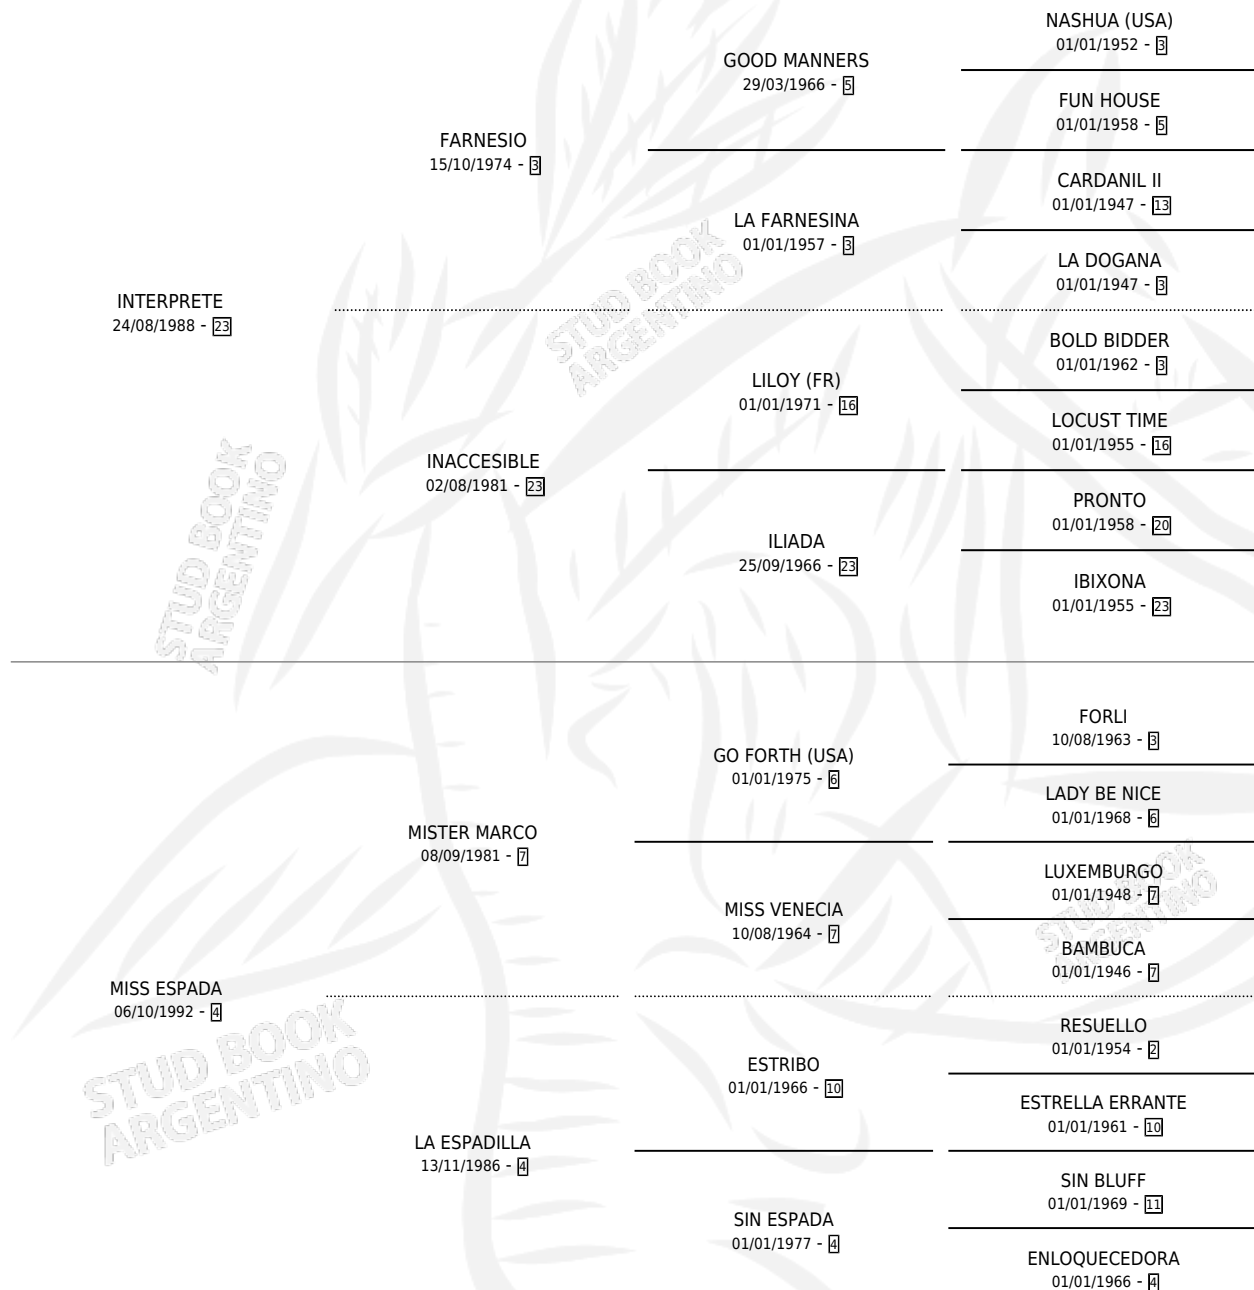 NASHUA (USA)
01/01/1952 - 3
GOOD MANNERS
29/03/1966 - 5
FUN HOUSE
01/01/1958 - 5
FARNESIO
15/10/1974 - 3
CARDANIL II
01/01/1947 - 13
LA FARNESINA
01/01/1957 - 3
LA DOGANA
01/01/1947 - 3
INTERPRETE
24/08/1988 - 23
BOLD BIDDER
01/01/1962 - 3
LILOY (FR)
01/01/1971 - 16
LOCUST TIME
01/01/1955 - 16
INACCESIBLE
02/08/1981 - 23
PRONTO
01/01/1958 - 20
ILIADA
25/09/1966 - 23
IBIXONA
01/01/1955 - 23
FORLI
10/08/1963 - 3
GO FORTH (USA)
01/01/1975 - 6
LADY BE NICE
01/01/1968 - 6
MISTER MARCO
08/09/1981 - 7
LUXEMBURGO
01/01/1948 - 7
MISS VENECIA
10/08/1964 - 7
BAMBUCA
01/01/1946 - 7
MISS ESPADA
06/10/1992 - 4
RESUELLO
01/01/1954 - 2
ESTRIBO
01/01/1966 - 10
ESTRELLA ERRANTE
01/01/1961 - 10
LA ESPADILLA
13/11/1986 - 4
SIN BLUFF
01/01/1969 - 11
SIN ESPADA
01/01/1977 - 4
ENLOQUECEDORA
01/01/1966 - 4
STUD BOOK
ARGENTINO
STUD BOOK
ARGENTINO
STUD BOOK
ARGENTINO
STUD BOOK
ARGENTINO